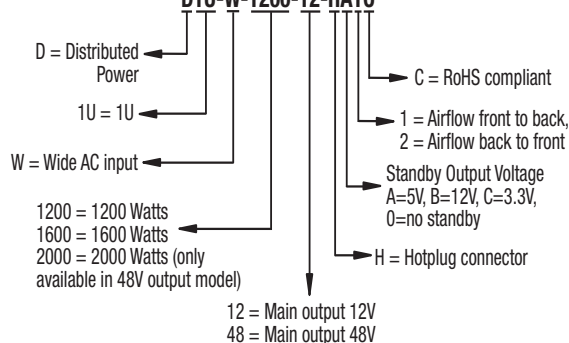 D1U-W-1200-12-HA1C
D = Distributed
Power
1U = 1U
W = Wide AC input
1200 = 1200 Watts
1600 = 1600 Watts
2000 = 2000 Watts (only
available in 48V output model)
12 = Main output 12V
48 = Main output 48V
C = RoHS compliant
1 = Airflow front to back,
2 = Airflow back to front
Standby Output Voltage
A=5V, B=12V, C=3.3V,
0=no standby
H = Hotplug connector